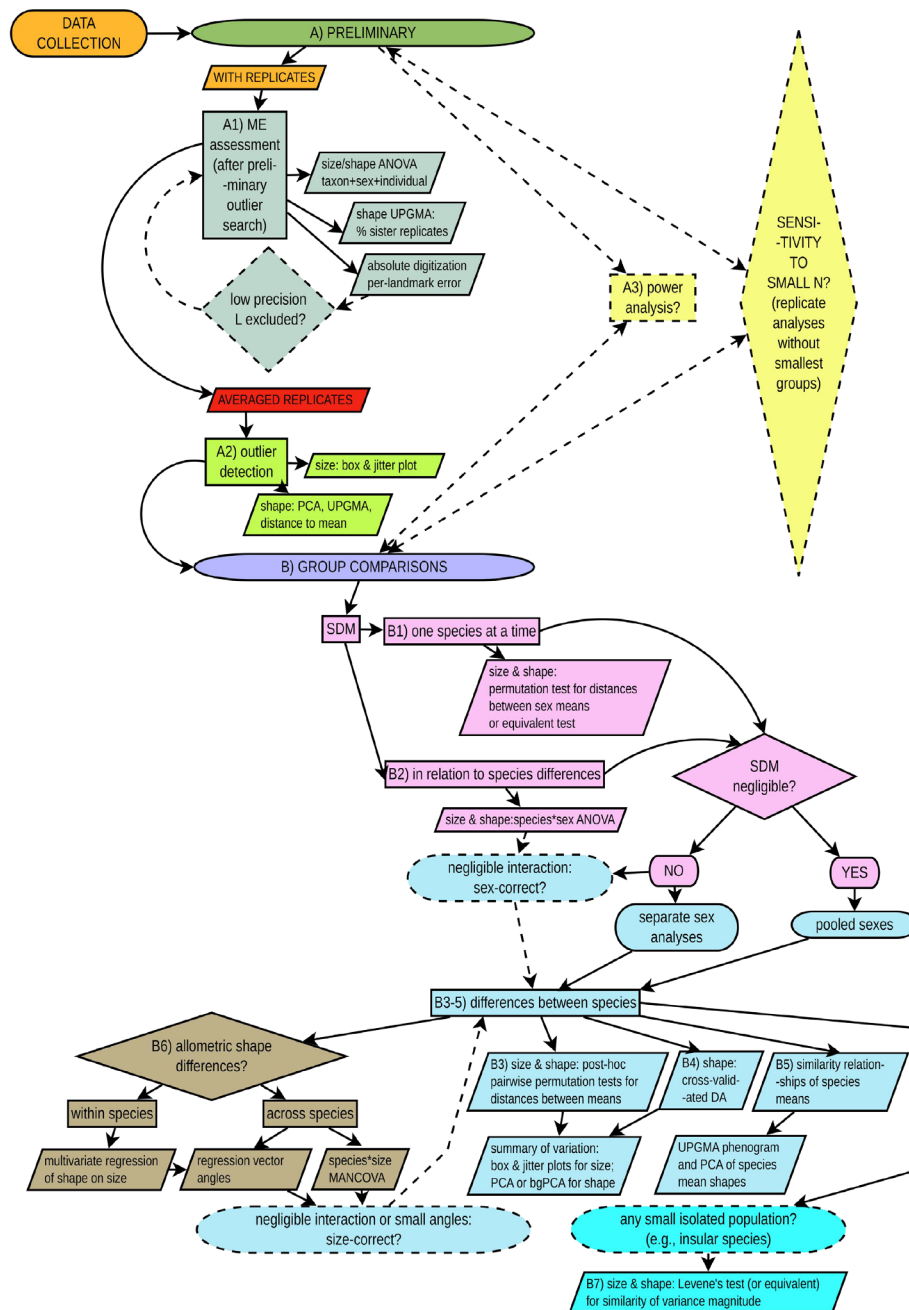 DATA
COLLECTION
A) PRELIMINARY
WITH REPLICATES
A1) ME
assessment
(after preli-
-minary
outlier
search)
size/shape ANOVA
taxon+sex+individual
shape UPGMA:
% sister replicates
absolute digitization
per-landmark error
low precision
L excluded?
A3) power
analysis?
SENSI-
-TIVITY
TO
SMALL N?
(replicate
analyses
without
smallest
groups)
AVERAGED REPLICATES
A2) outlier
detection
size: box & jitter plot
shape: PCA, UPGMA,
distance to mean
B) GROUP COMPARISONS
SDM
B1) one species at a time
size & shape:
permutation test for distances
between sex means
or equivalent test
B2) in relation to species differences
size & shape:species*sex ANOVA
SDM
negligible?
NO
YES
negligible interaction:
sex-correct?
separate sex
analyses
pooled sexes
B3-5) differences between species
B6) allometric shape
differences?
within species
across species
multivariate regression
of shape on size
regression vector
angles
species*size
MANCOVA
negligible interaction or small angles:
size-correct?
B3) size & shape: post-hoc
pairwise permutation tests for
distances between means
B4) shape:
cross-valid-
-ated DA
B5) similarity relation-
-ships of species
means
summary of variation:
box & jitter plots for size;
PCA or bgPCA for shape
UPGMA phenogram
and PCA of species
mean shapes
any small isolated population?
(e.g., insular species)
B7) size & shape: Levene's test (or equivalent)
for similarity of variance magnitude